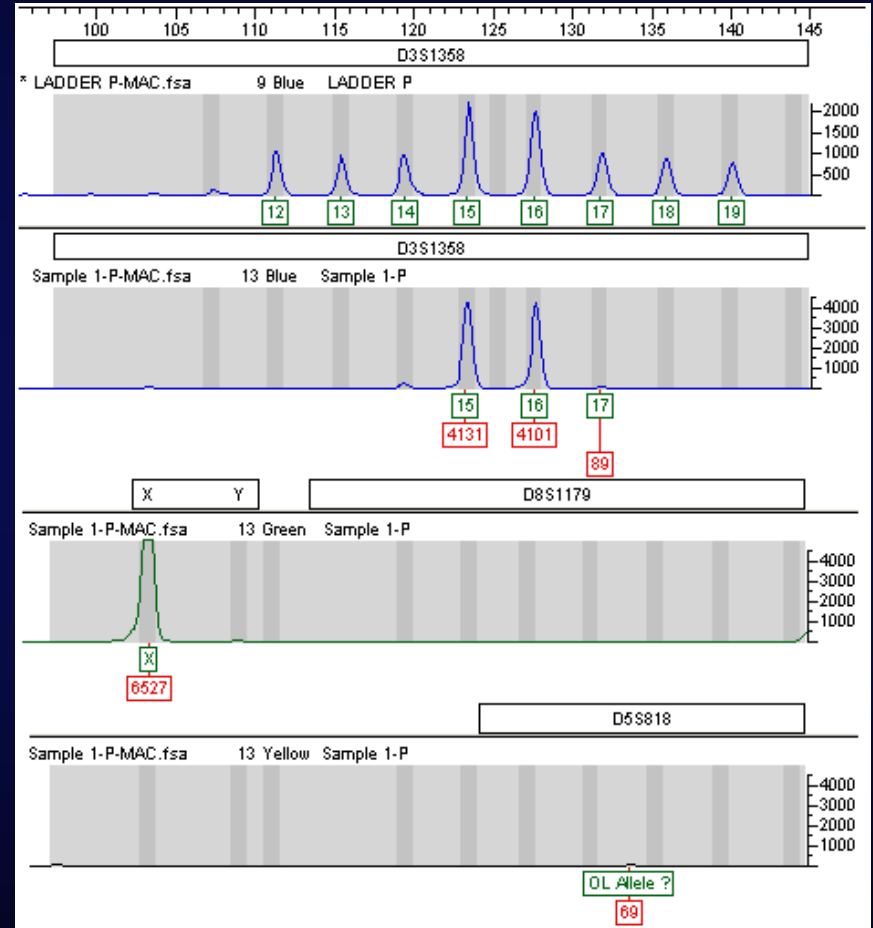 100 105 110 115 120 125 130 135 140 145
D3S1358
* LADDER P-MAC.fsa 9 Blue LADDER P
2000
1500
1000
500
12 13 14 15 16 17 18 19
D3S1358
Sample 1-P-MAC.fsa 13 Blue Sample 1-P
4000
3000
2000
1000
15 16 17
4131 4101
89
X Y D8S1179
Sample 1-P-MAC.fsa 13 Green Sample 1-P
4000
3000
2000
1000
X
6527
D5S818
Sample 1-P-MAC.fsa 13 Yellow Sample 1-P
4000
3000
2000
1000
OL Allele ?
69